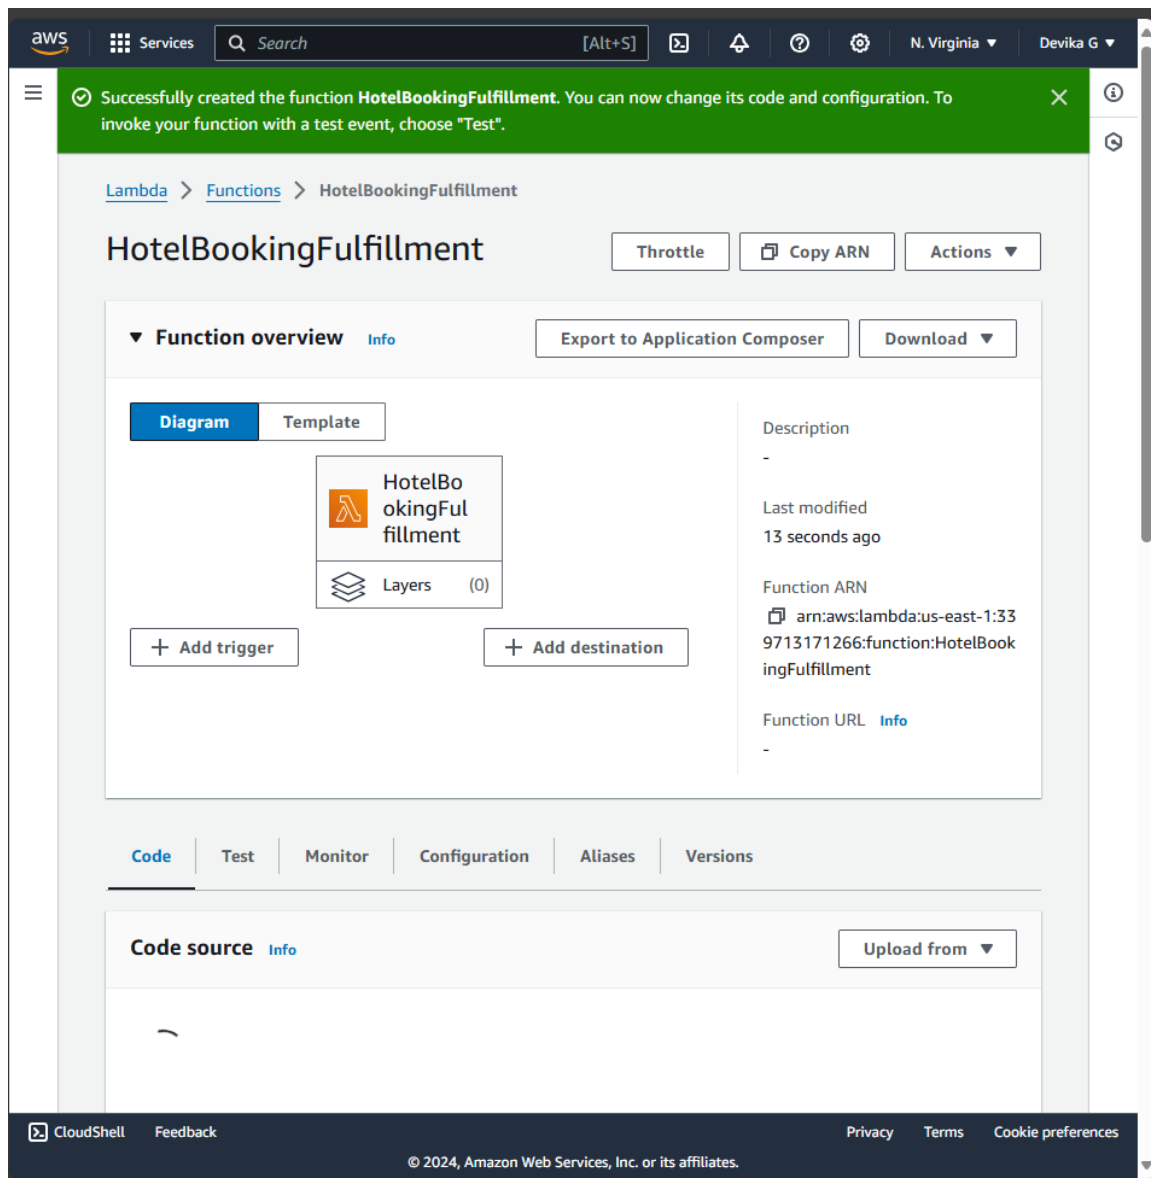 aws
Services
Search
[Alt+S]
N. Virginia
Devika G
Successfully created the function HotelBookingFulfillment. You can now change its code and configuration. To
invoke your function with a test event, choose "Test".
Lambda
Functions
HotelBookingFulfillment
HotelBookingFulfillment
Throttle
Copy ARN
Actions
Function overview
Info
Export to Application Composer
Download
Diagram
Template
HotelBo
okingFul
fillment
Layers
(0)
Add trigger
Add destination
Description
-
Last modified
13 seconds ago
Function ARN
arn:aws:lambda:us-east-1:33
9713171266:function:HotelBook
ingFulfillment
Function URL
Info
-
Code
Test
Monitor
Configuration
Aliases
Versions
Code source
Info
Upload from
CloudShell
Feedback
Privacy
Terms
Cookie preferences
© 2024, Amazon Web Services, Inc. or its affiliates.